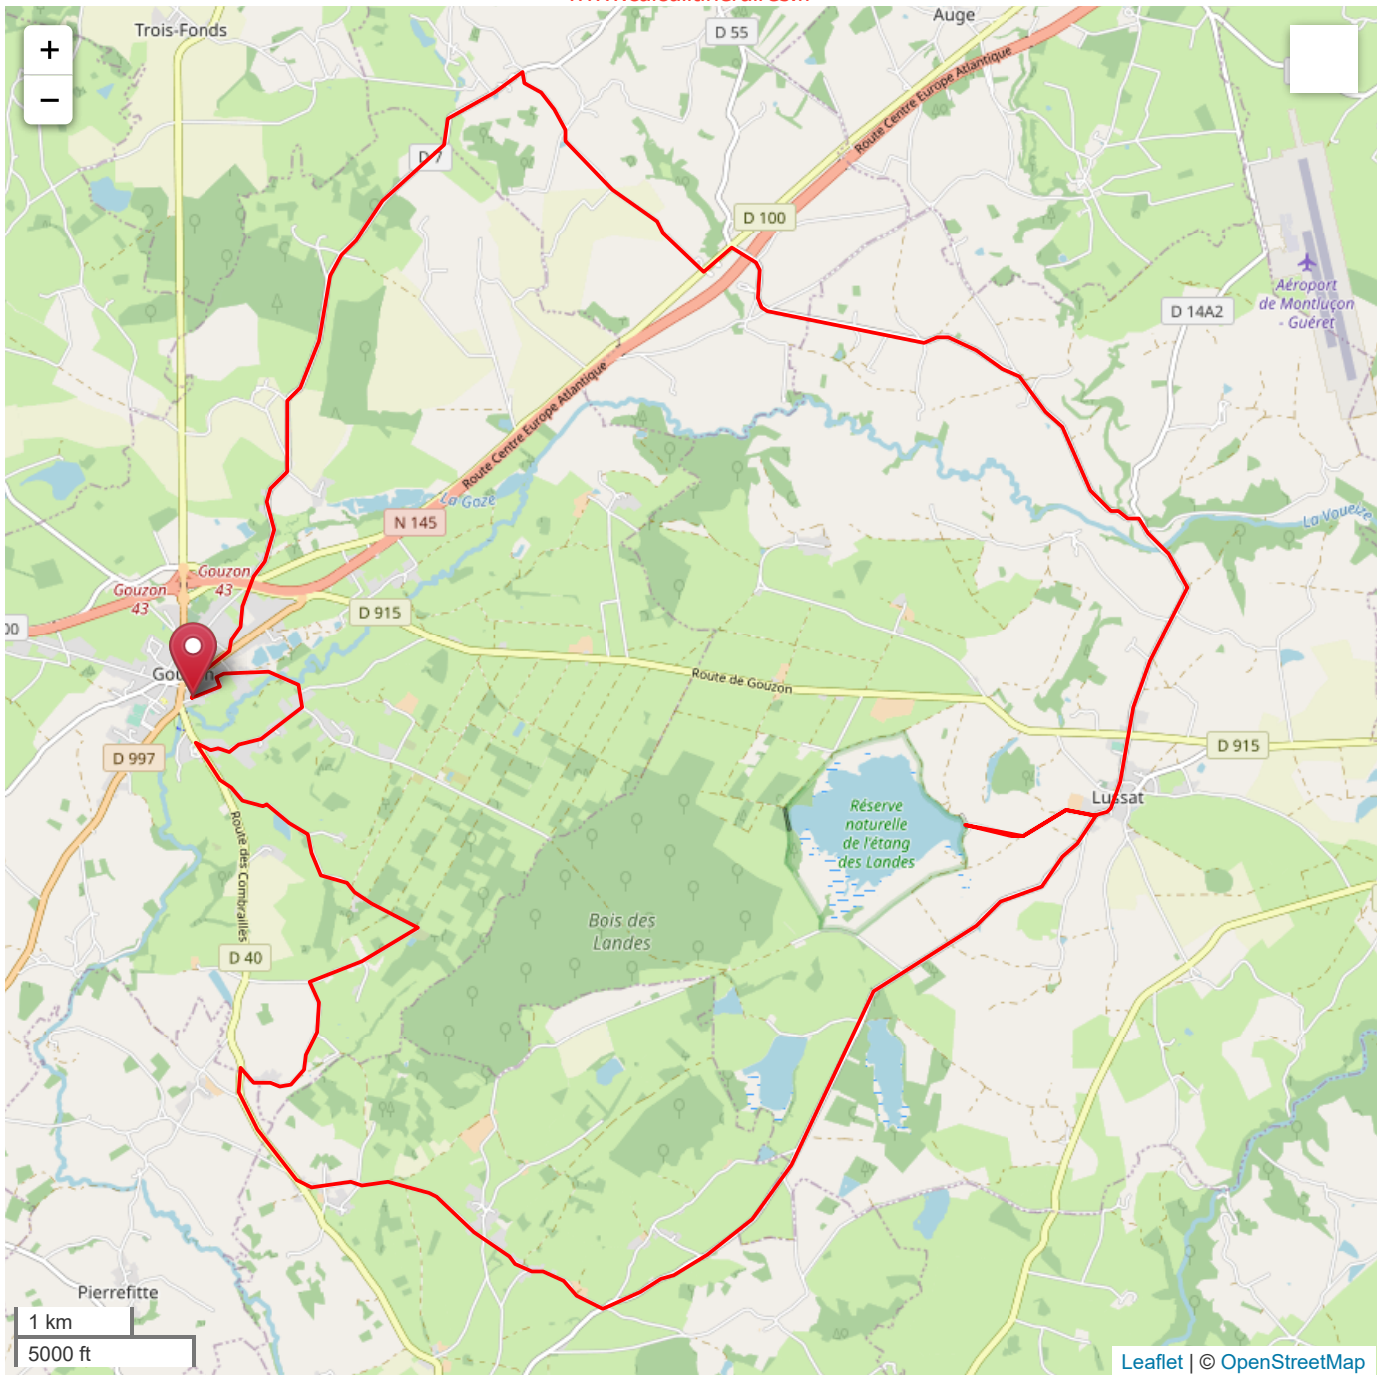 Trois-Fonds
Auge
D 55
+
−
D 7
Route Centre Europe Atlantique
D 100
Aéroport
de Montluçon
- Guéret
D 14A2
Route Centre Europe Atlantique
La Goze
N 145
La Voueize
Gouzon
43
Gouzon
43
D 915
00
Route de Gouzon
D 997
D 915
Lussat
Réserve
naturelle
de l'étang
des Landes
Route des Combrailles
Bois des
Landes
D 40
Pierrefitte
1 km
5000 ft
Leaflet | © OpenStreetMap